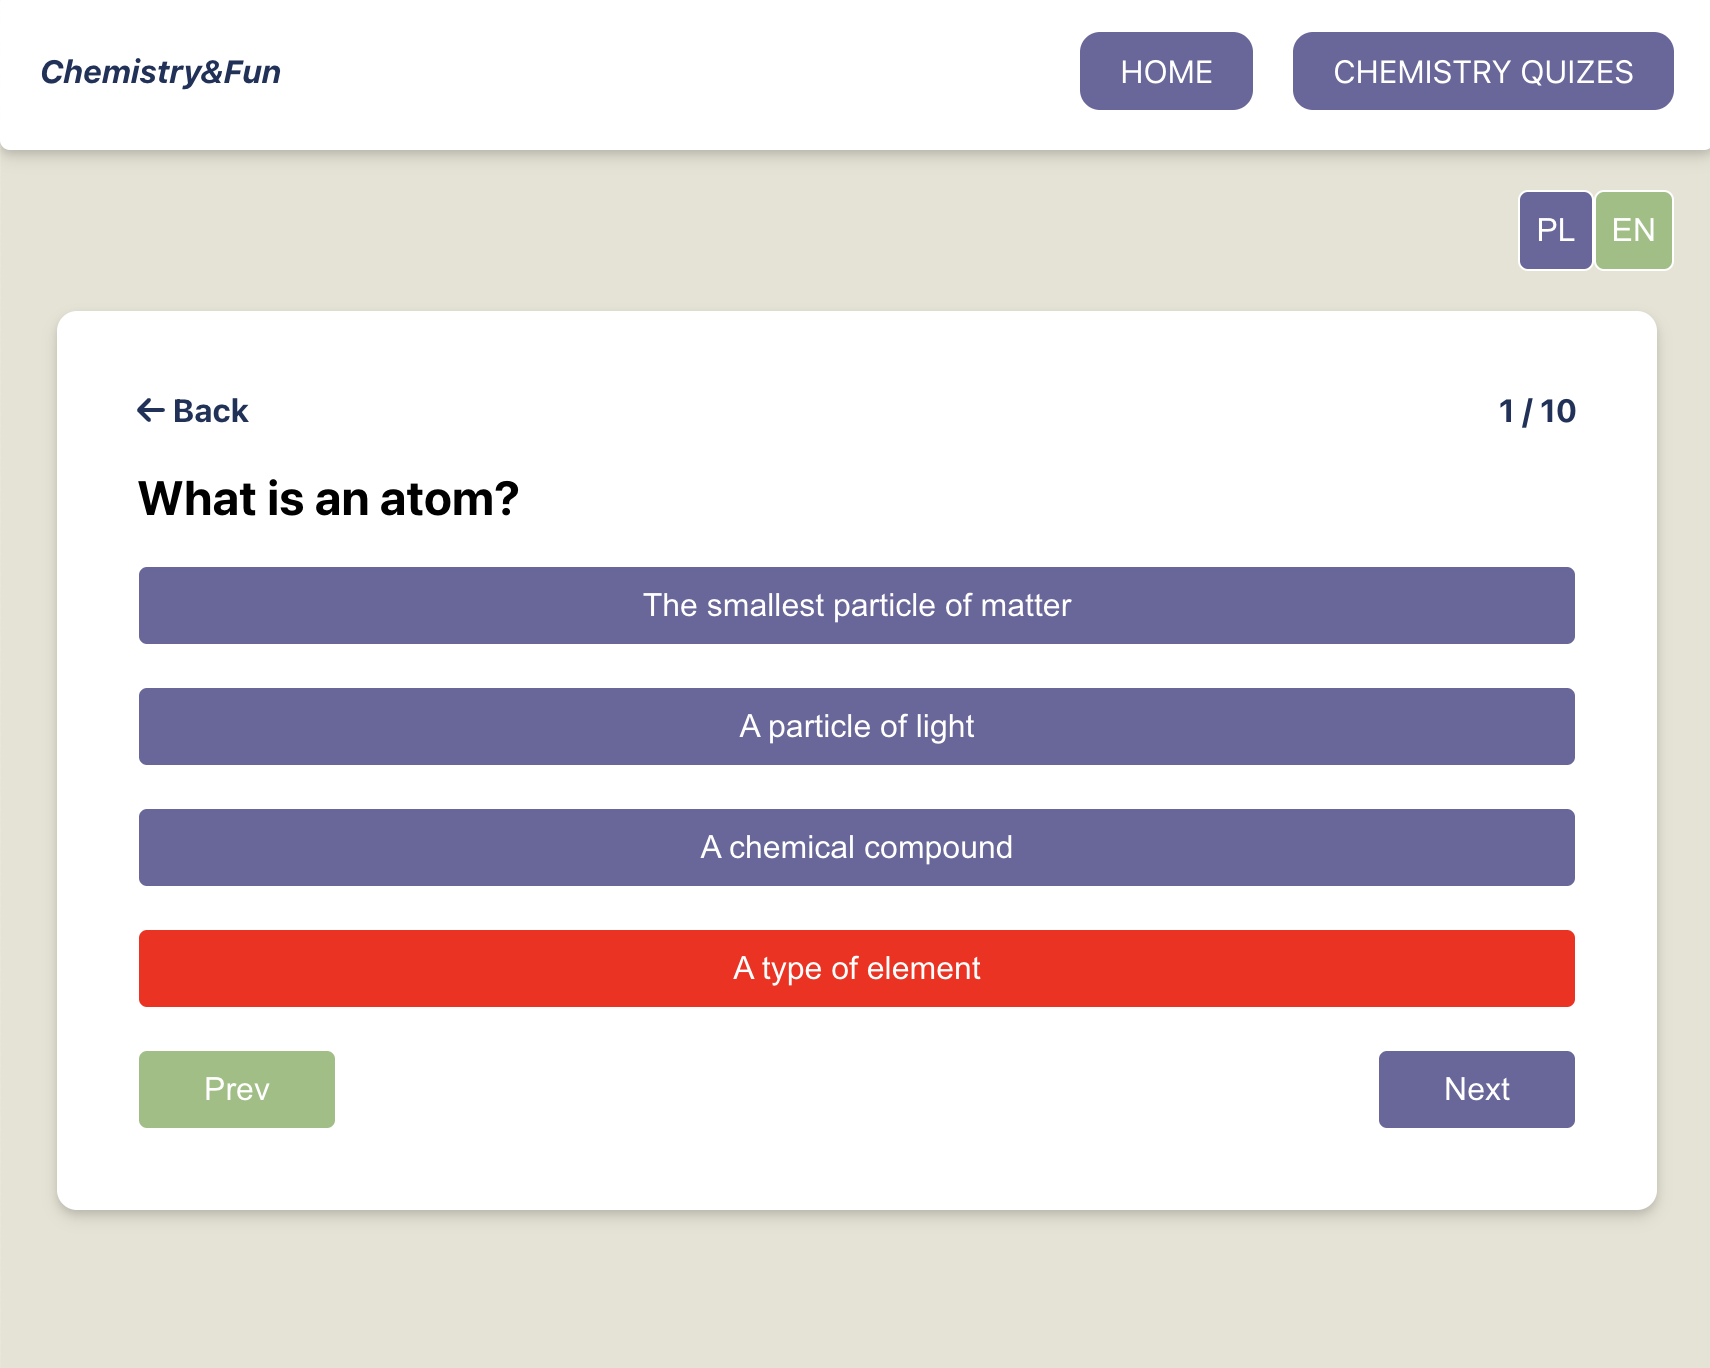 Chemistry&Fun
HOME
CHEMISTRY QUIZES
PL
EN
← Back
1 / 10
What is an atom?
The smallest particle of matter
A particle of light
A chemical compound
A type of element
Prev
Next